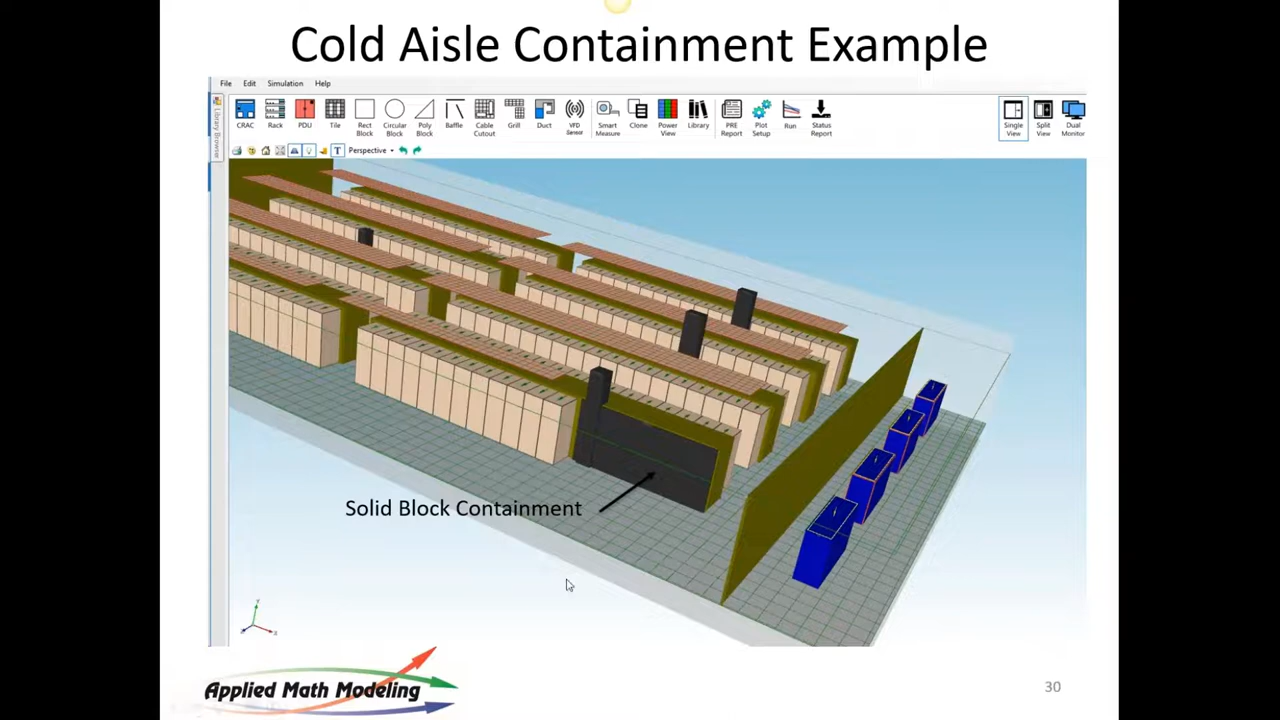 Cold Aisle Containment Example
File Edit Simulation Help
Library Browser
CRAC Rack PDU Tile Rect Block Circular Block Poly Block Baffle Cable Cutout Grill Duct VFD Sensor Smart Measure Clone Power View Library PRE Report Plot Setup Run Status Report Single View Split View Dual Monitor
T Perspective
Solid Block Containment
Applied Math Modeling
30